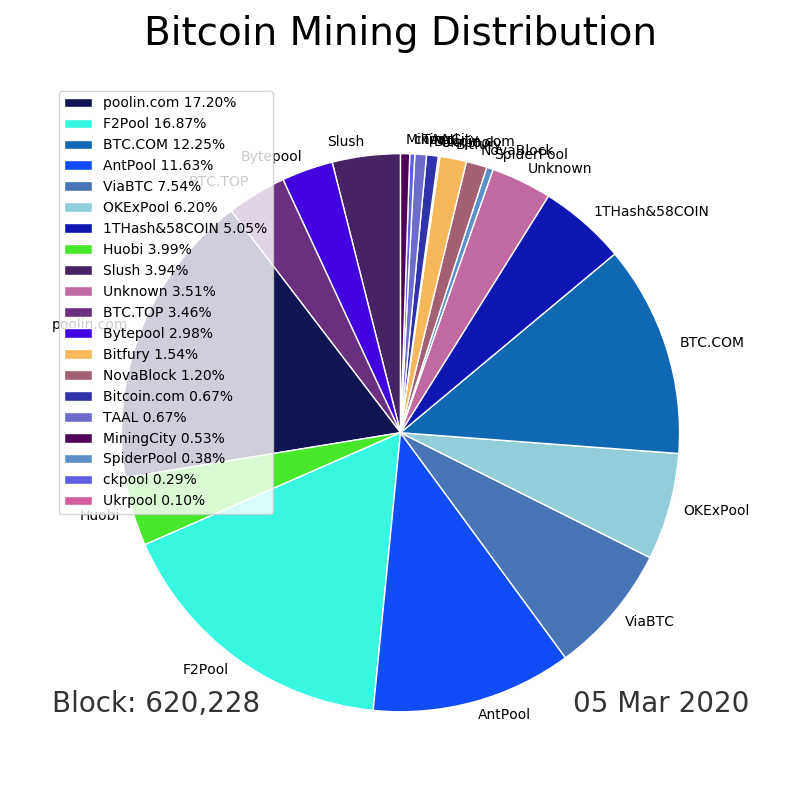 Bitcoin Mining Distribution
poolin.com 17.20%
F2Pool 16.87%
BTC.COM 12.25%
AntPool 11.63%
ViaBTC 7.54%
OKExPool 6.20%
1THash&58COIN 5.05%
Huobi 3.99%
Slush 3.94%
Unknown 3.51%
BTC.TOP 3.46%
Bytepool 2.98%
Bitfury 1.54%
NovaBlock 1.20%
Bitcoin.com 0.67%
TAAL 0.67%
MiningCity 0.53%
SpiderPool 0.38%
ckpool 0.29%
Ukrpool 0.10%
Slush
Bytepool
BTC.TOP
poolin.com
Huobi
F2Pool
AntPool
ViaBTC
OKExPool
BTC.COM
1THash&58COIN
Unknown
SpiderPool
NovaBlock
Block: 620,228
05 Mar 2020